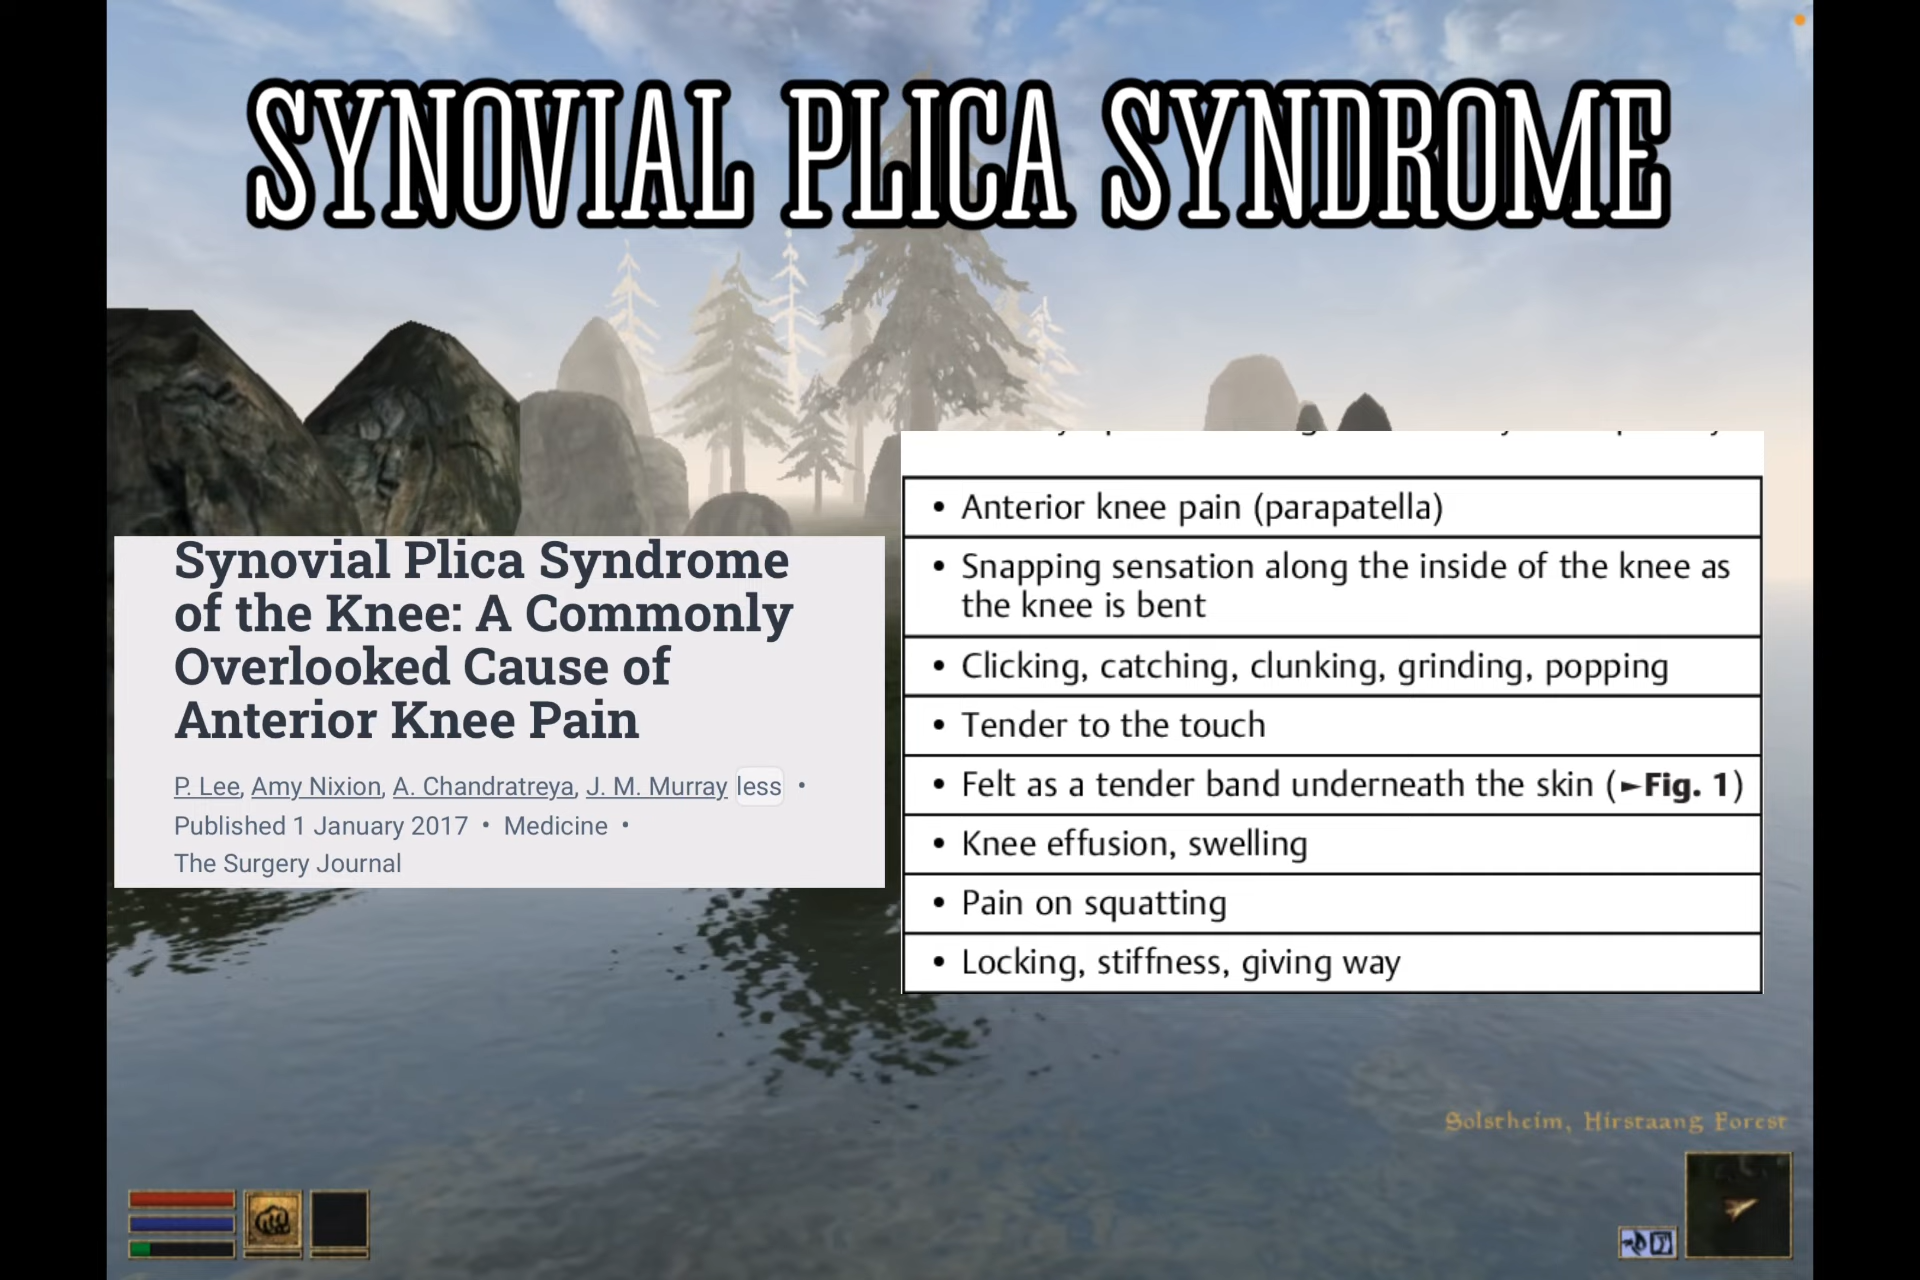 SYNOVIAL PLICA SYNDROME
Synovial Plica Syndrome
of the Knee: A Commonly
Overlooked Cause of
Anterior Knee Pain
P. Lee, Amy Nixion, A. Chandratreya, J. M. Murray less •
Published 1 January 2017 • Medicine •
The Surgery Journal
• Anterior knee pain (parapatella)
• Snapping sensation along the inside of the knee as
the knee is bent
• Clicking, catching, clunking, grinding, popping
• Tender to the touch
• Felt as a tender band underneath the skin (►Fig. 1)
• Knee effusion, swelling
• Pain on squatting
• Locking, stiffness, giving way
Solstheim, Hirstaang Forest